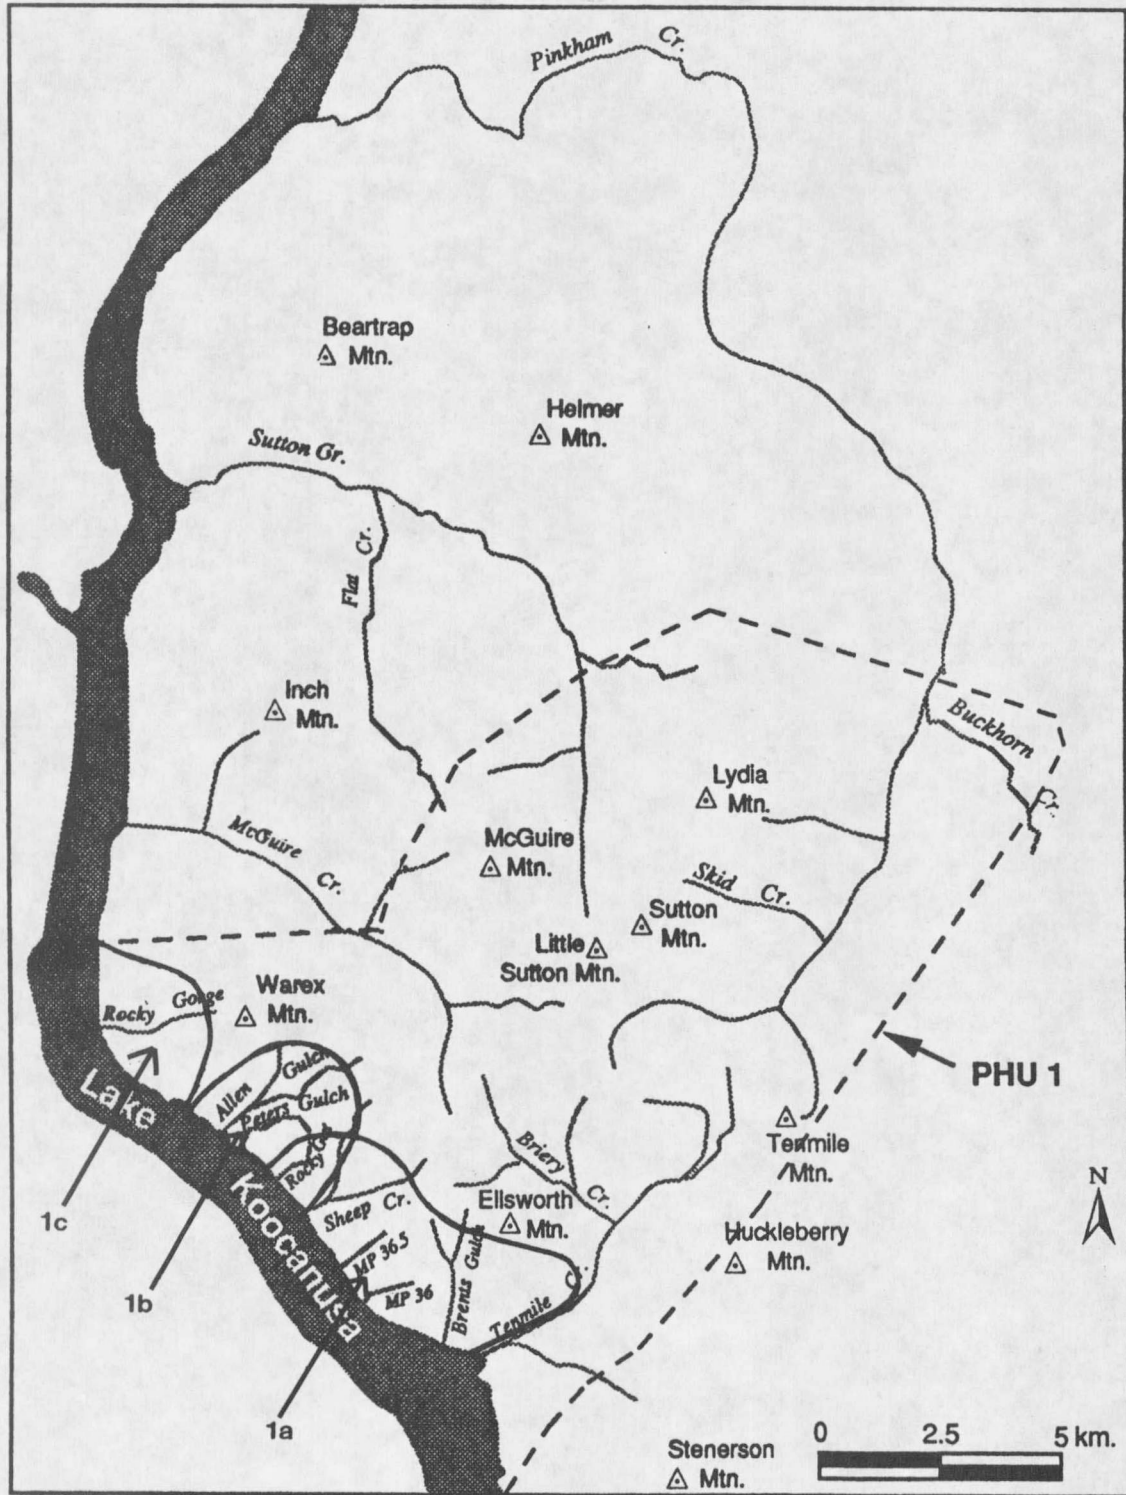 Pinkham Cr.
Beartrap
Mtn.
Helmer
Mtn.
Sutton Gr.
Flat Cr.
Inch
Mtn.
Buckhorn Cr.
Lydia
Mtn.
McGuire
Cr.
McGuire
Mtn.
Skid Cr.
Sutton
Mtn.
Little
Sutton Mtn.
Warex
Mtn.
Rocky Gorge
PHU 1
Allen Gulch
Peters Gulch
Lake Koocanusa
Rocky
Tenmile
Mtn.
Briery Cr.
Sheep Cr.
Ellsworth
Mtn.
N
1c
Huckleberry
Mtn.
MP 36.5
MP 36
Brents Gulch
1b
Tenmile Cr.
1a
0 2.5 5 km.
Stenerson
Mtn.